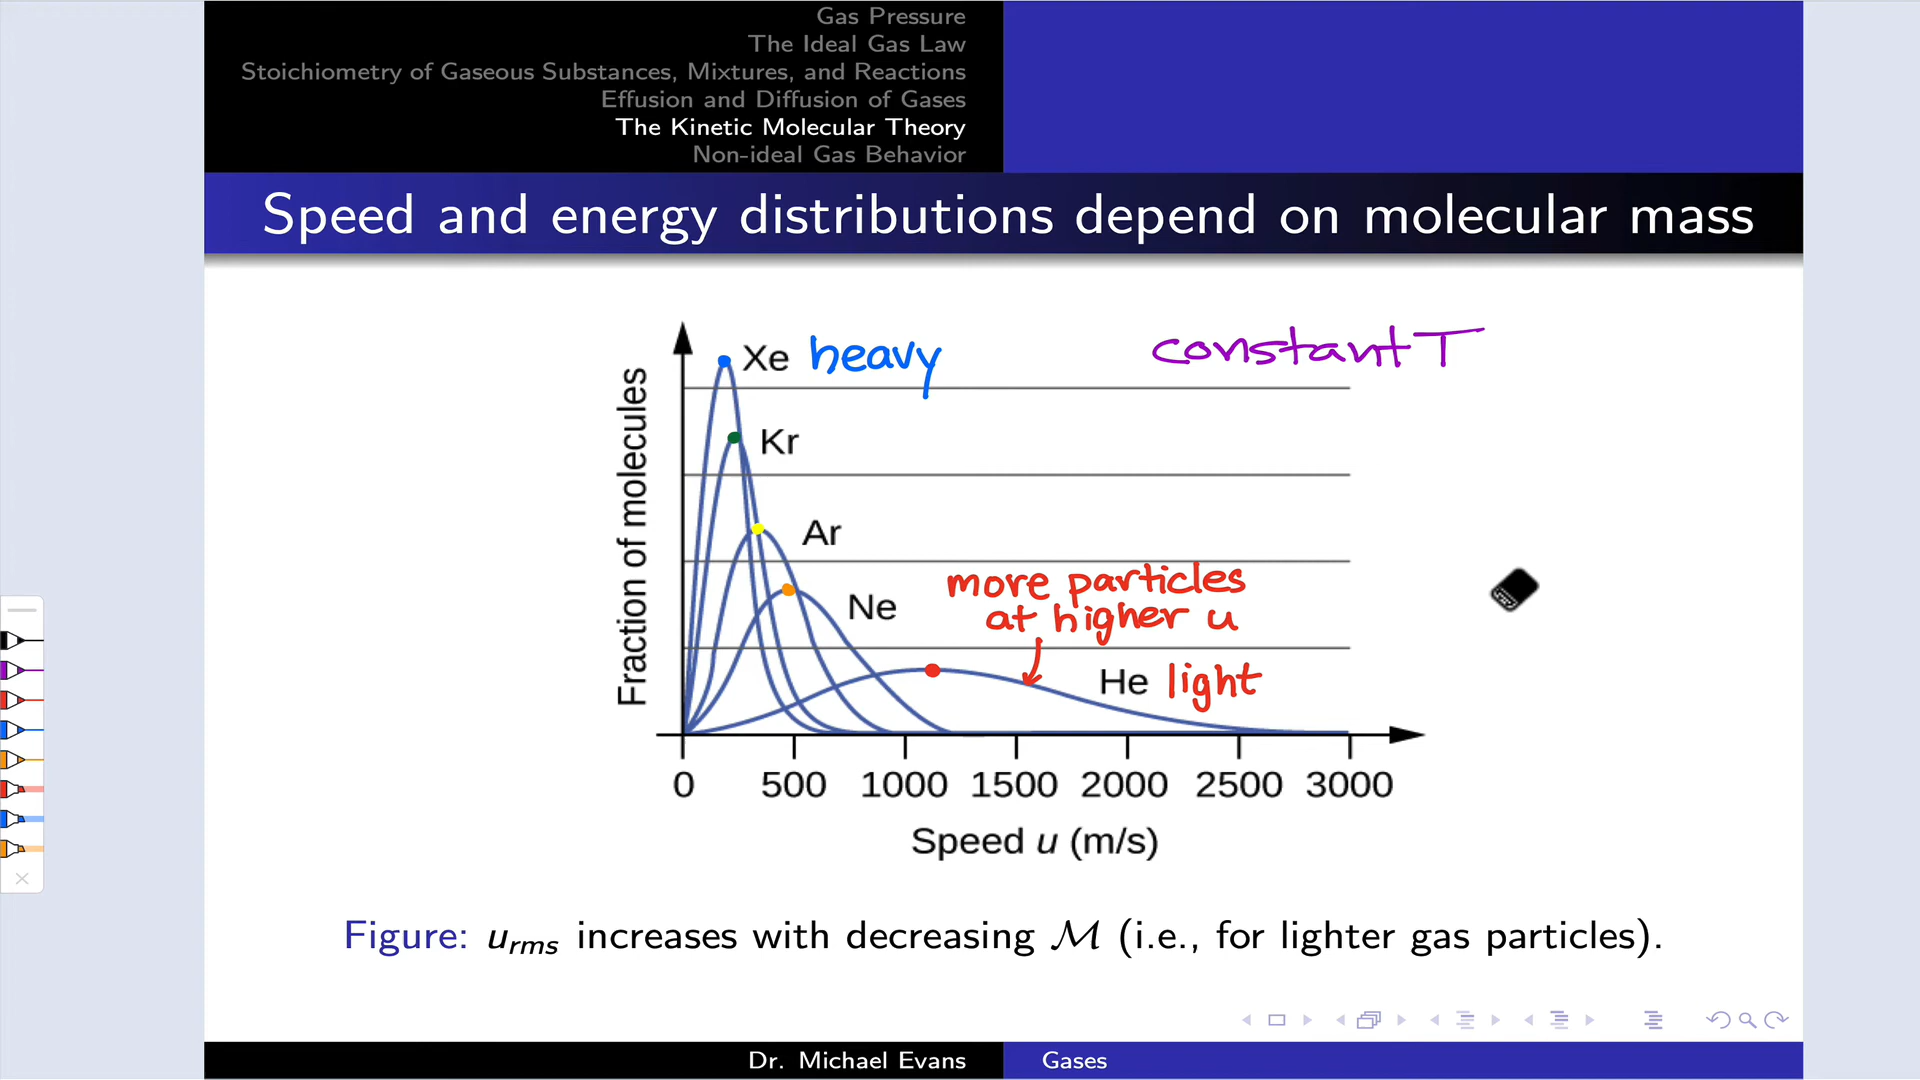 Gas Pressure
The Ideal Gas Law
Stoichiometry of Gaseous Substances, Mixtures, and Reactions
Effusion and Diffusion of Gases
The Kinetic Molecular Theory
Non-ideal Gas Behavior
Speed and energy distributions depend on molecular mass
Xe heavy
constant T
Kr
Ar
more particles
at higher u
Ne
He light
Fraction of molecules
0 500 1000 1500 2000 2500 3000
Speed u (m/s)
Figure: u_rms increases with decreasing ℳ (i.e., for lighter gas particles).
Dr. Michael Evans Gases